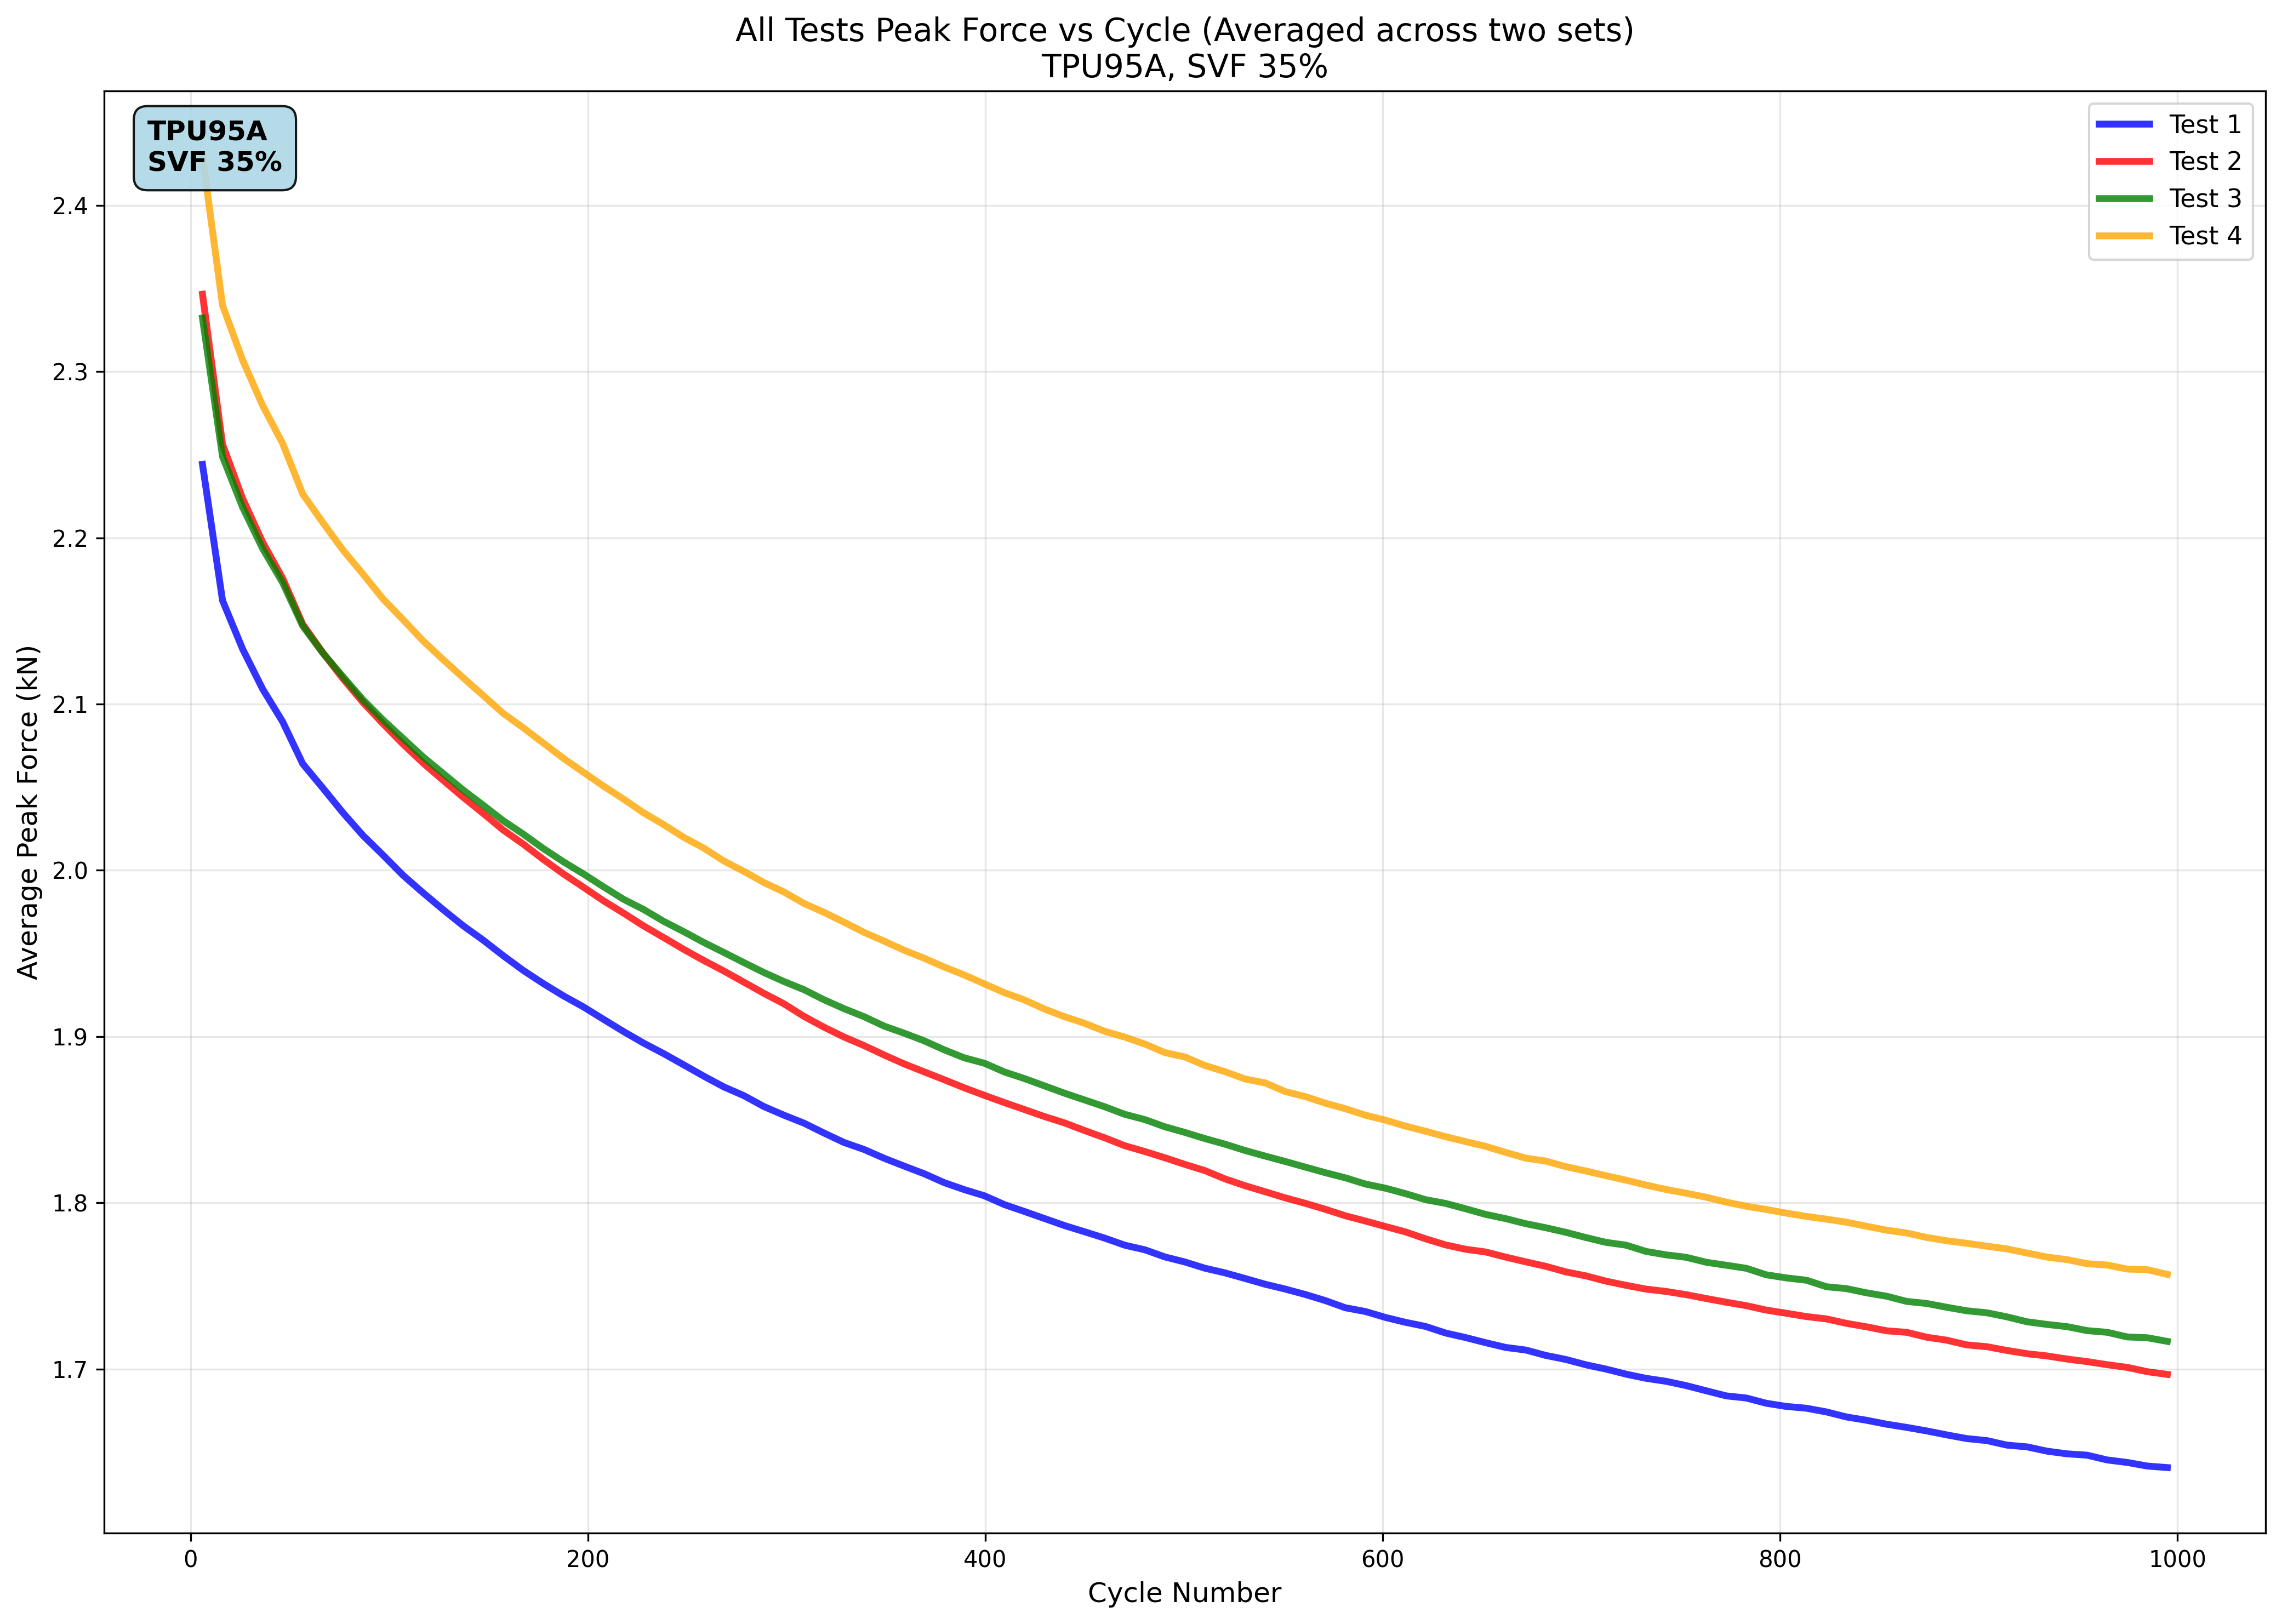 All Tests Peak Force vs Cycle (Averaged across two sets)
TPU95A, SVF 35%
TPU95A
SVF 35%
Test 1
Test 2
Test 3
Test 4
Average Peak Force (kN)
2.4
2.3
2.2
2.1
2.0
1.9
1.8
1.7
0
200
400
600
800
1000
Cycle Number